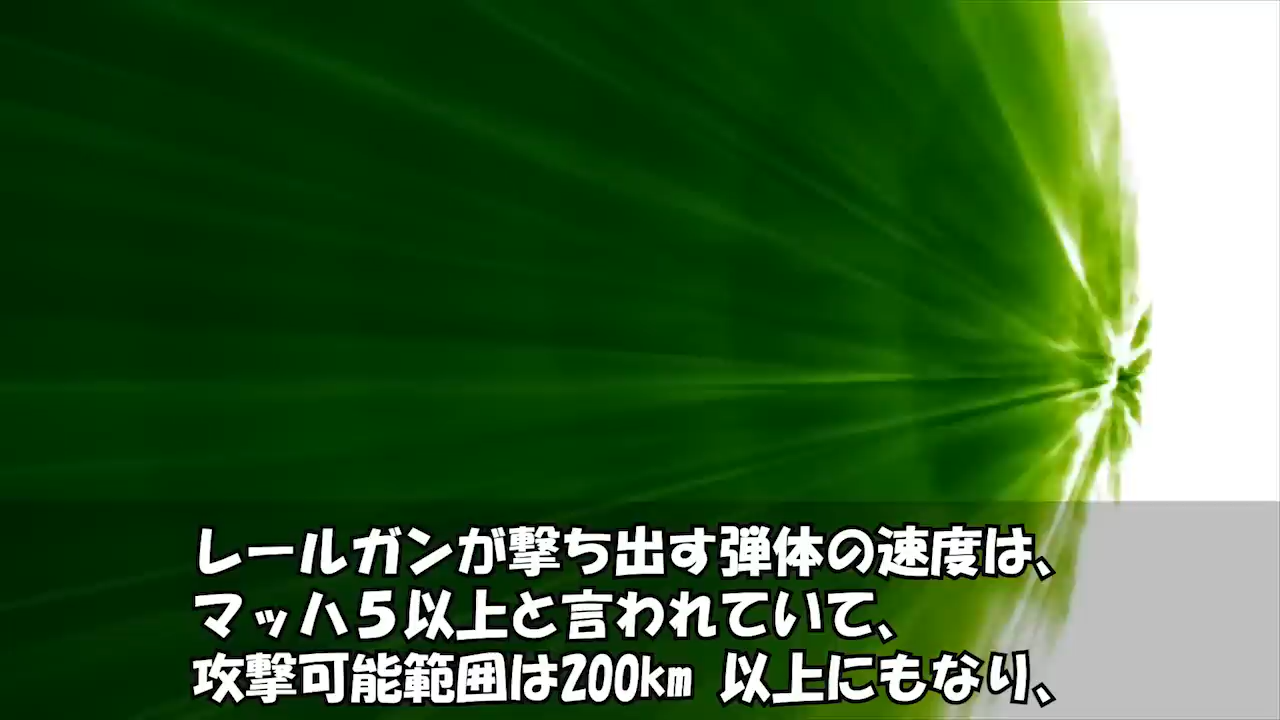 レールガンが撃ち出す弾体の速度は、
マッハ５以上と言われていて、
攻撃可能範囲は200km 以上にもなり、